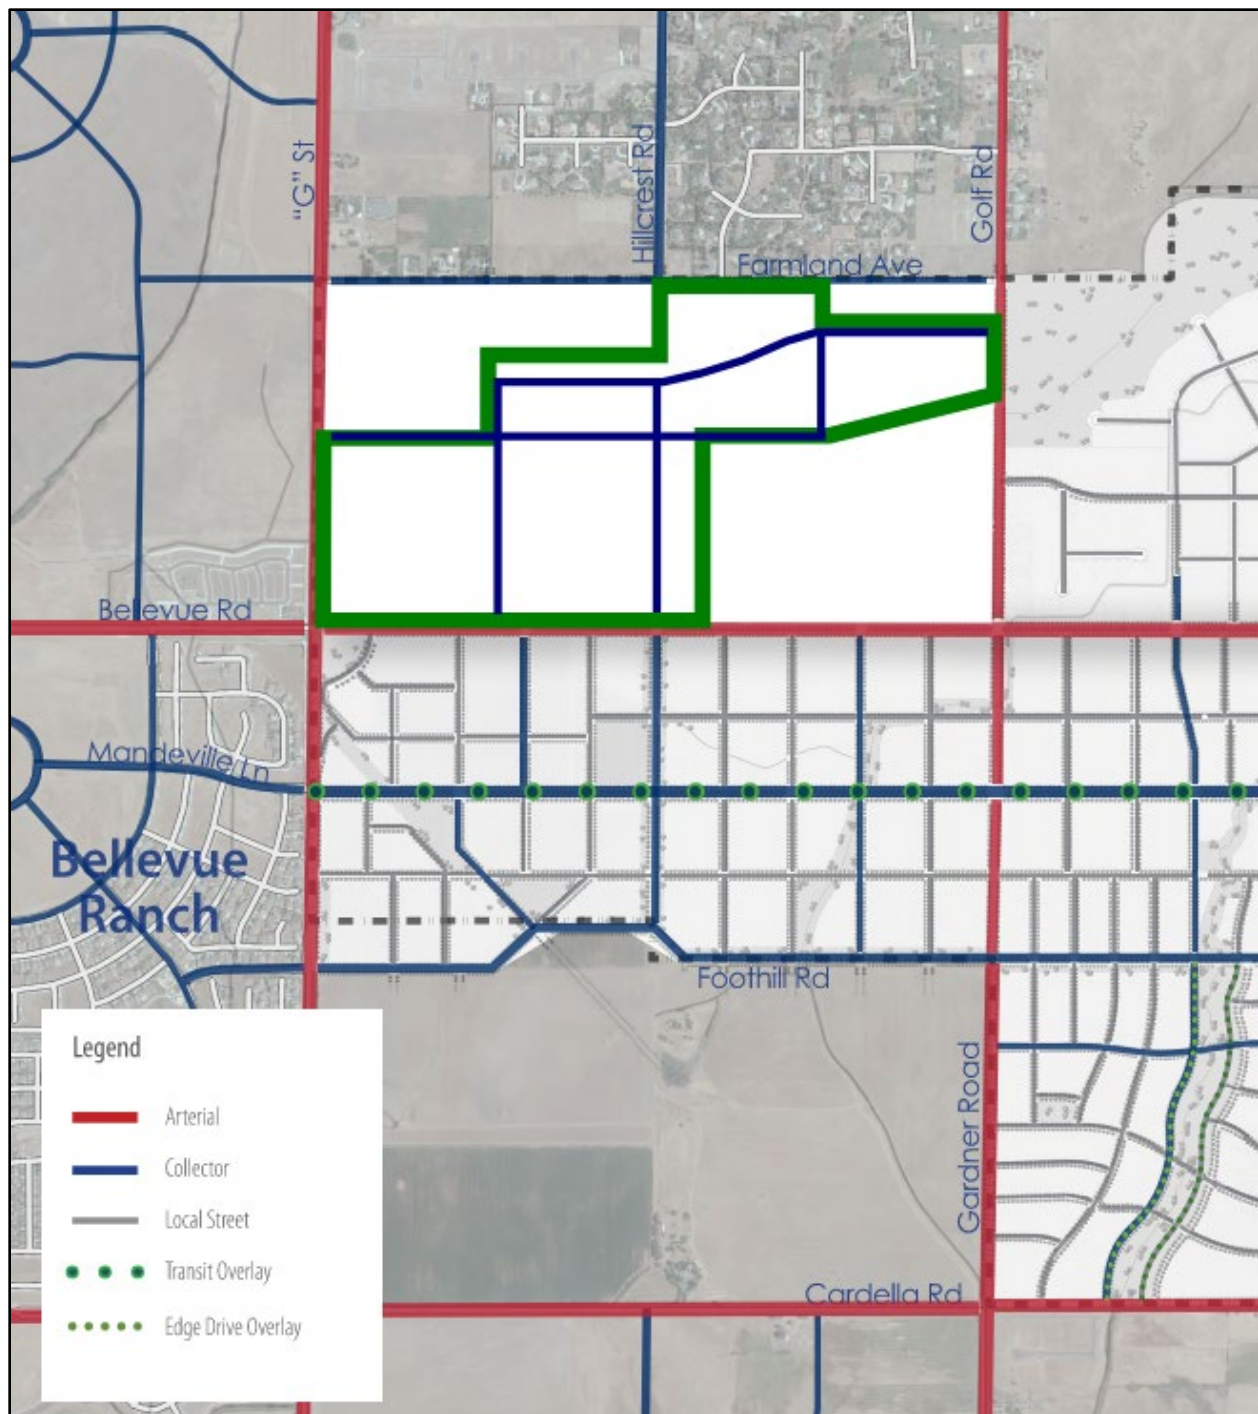 "G" St
Hillcrest Rd
Golf Rd
Farmland Ave
Bellevue Rd
Mandeville Ln
Bellevue
Ranch
Foothill Rd
Gardner Road
Cardella Rd
Legend
Arterial
Collector
Local Street
Transit Overlay
Edge Drive Overlay